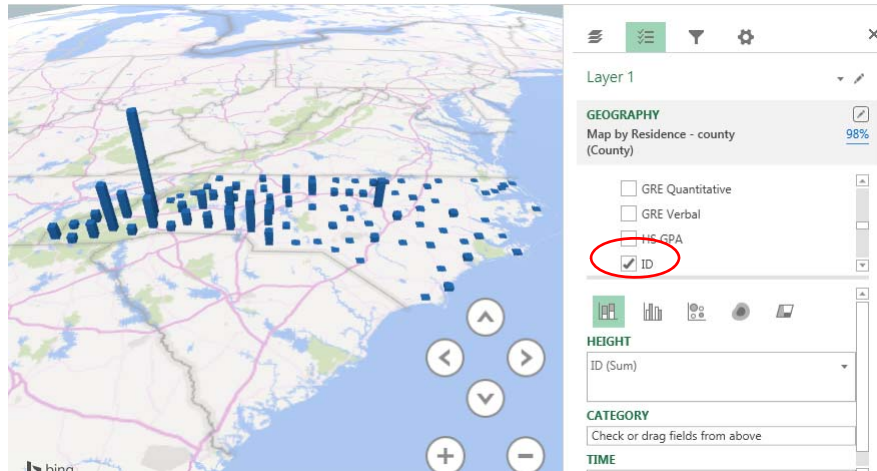 Layer 1
GEOGRAPHY
Map by Residence - county
(County)
98%
GRE Quantitative
GRE Verbal
HS GPA
ID
HEIGHT
ID (Sum)
CATEGORY
Check or drag fields from above
TIME
bing